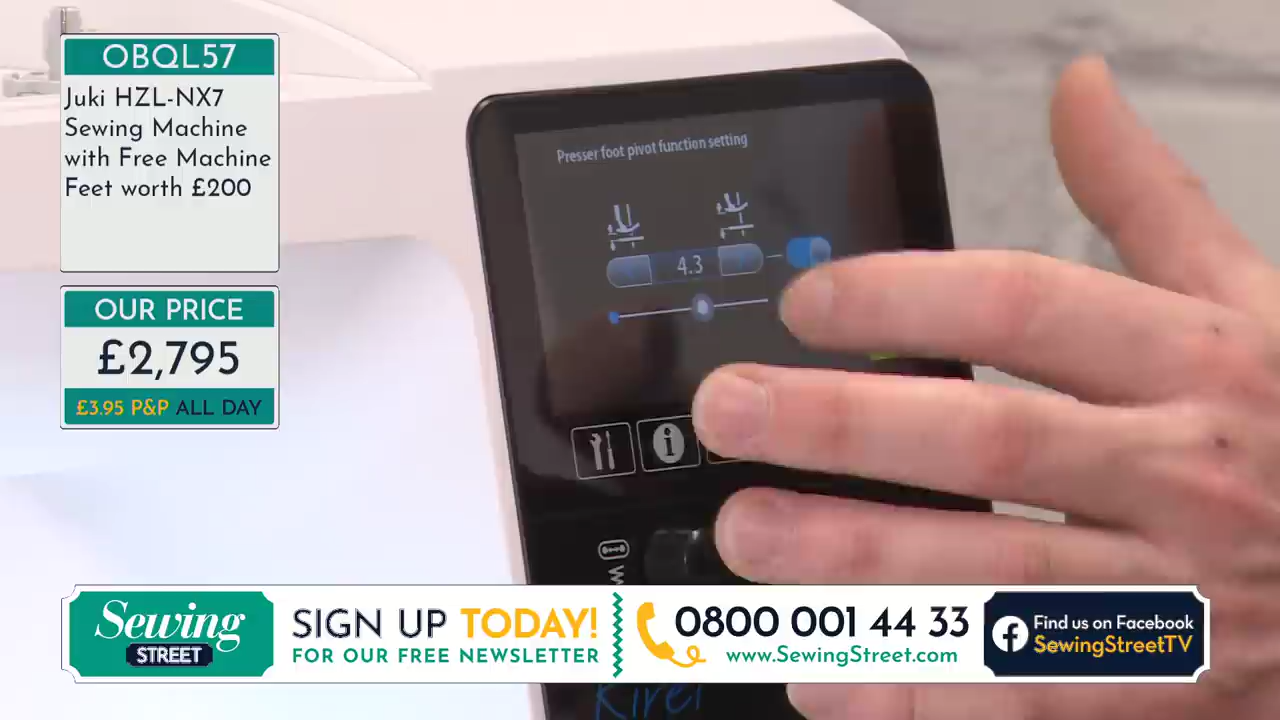 OBQL57
Juki HZL-NX7
Sewing Machine
with Free Machine
Feet worth £200
OUR PRICE
£2,795
£3.95 P&P ALL DAY
Presser foot pivot function setting
4.3
i
Sewing
STREET
SIGN UP TODAY!
FOR OUR FREE NEWSLETTER
0800 001 44 33
www.SewingStreet.com
Find us on Facebook
SewingStreetTV
Kirei